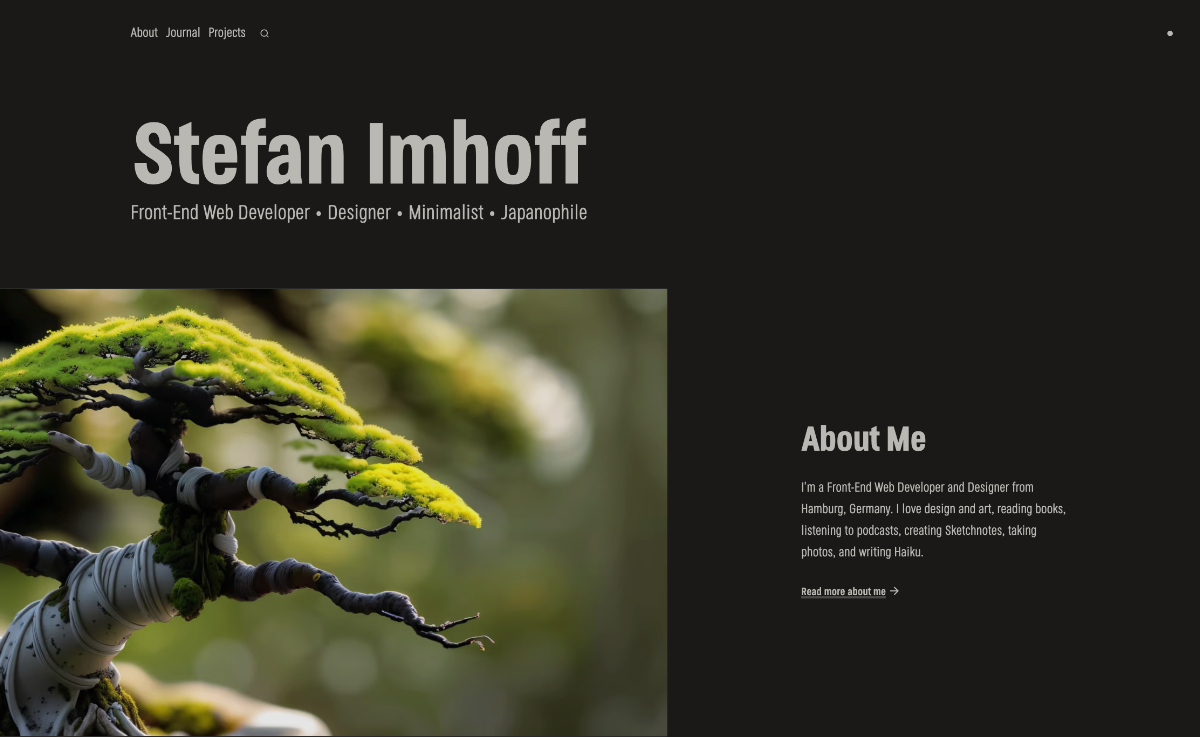 About Journal Projects
Stefan Imhoff
Front-End Web Developer • Designer • Minimalist • Japanophile
About Me
I'm a Front-End Web Developer and Designer from
Hamburg, Germany. I love design and art, reading books,
listening to podcasts, creating Sketchnotes, taking
photos, and writing Haiku.
Read more about me →